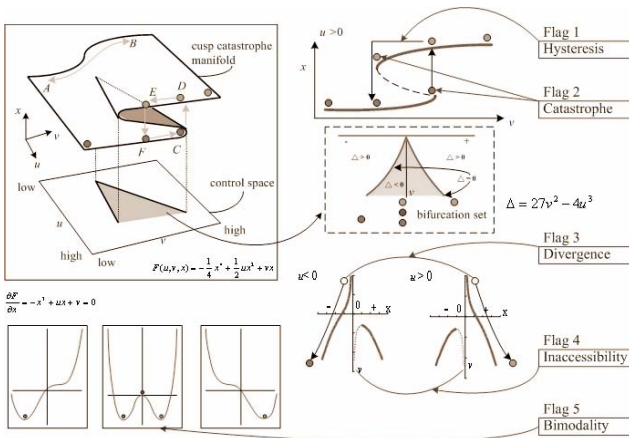 B
A
cusp catastrophe
manifold
E
D
F
C
x
v
u
low
u
high
low
v
high
control space
F(u,v,x) = -1/4 x⁴ + 1/2 ux² + vx
∂F/∂x = -x³ + ux + v = 0
u > 0
x
v
- +
Δ > 0
Δ > 0
Δ < 0
Δ = 0
v
bifurcation set
Δ = 27v² - 4u³
u<0
u > 0
- 0 + x
- 0 + x
v
v
Flag 1
Hysteresis
Flag 2
Catastrophe
Flag 3
Divergence
Flag 4
Inaccessibility
Flag 5
Bimodality